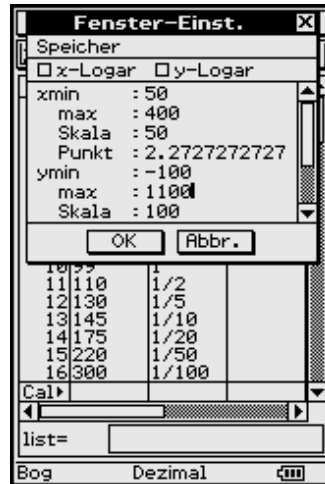 Fenster-Einst.
Speicher
x-Logar y-Logar
xmin :50
max :400
Skala :50
Punkt :2.2727272727
ymin :-100
max :1100
Skala :100
OK Abbr.
10 99 1
11 110 1/2
12 130 1/5
13 145 1/10
14 175 1/20
15 220 1/50
16 300 1/100
Cal
list=
Bog Dezimal